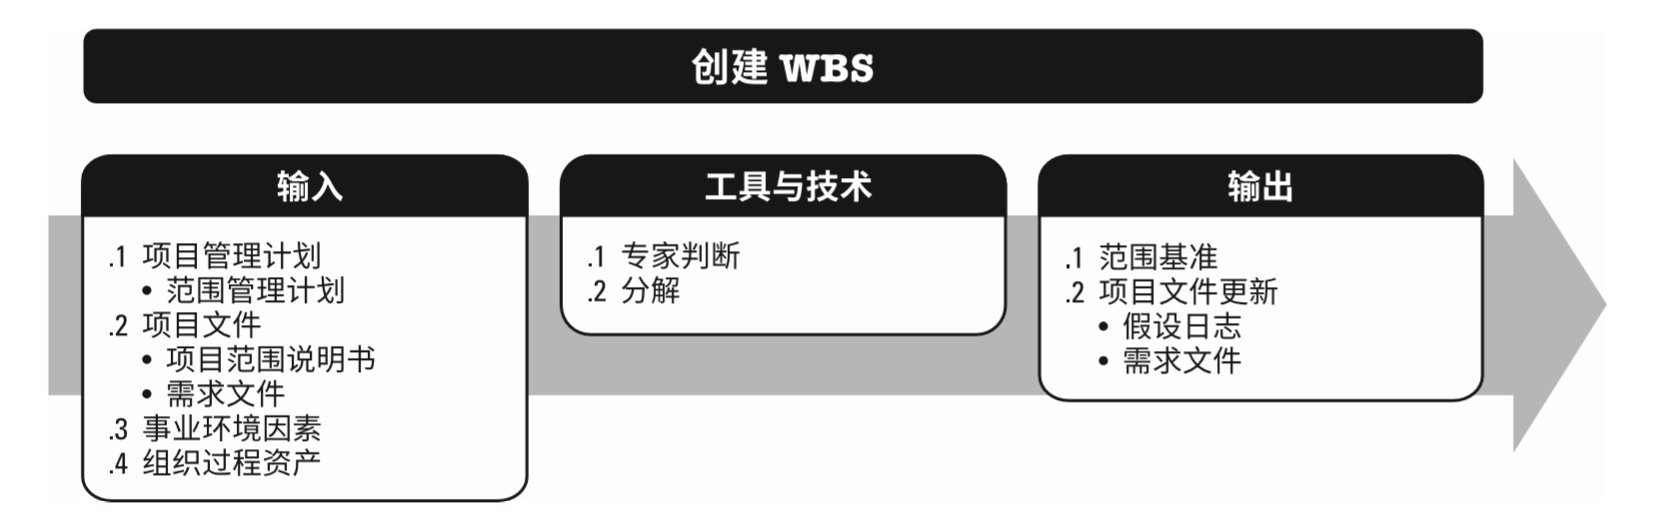 创建 WBS
输入
.1 项目管理计划
• 范围管理计划
.2 项目文件
• 项目范围说明书
• 需求文件
.3 事业环境因素
.4 组织过程资产
工具与技术
.1 专家判断
.2 分解
输出
.1 范围基准
.2 项目文件更新
• 假设日志
• 需求文件